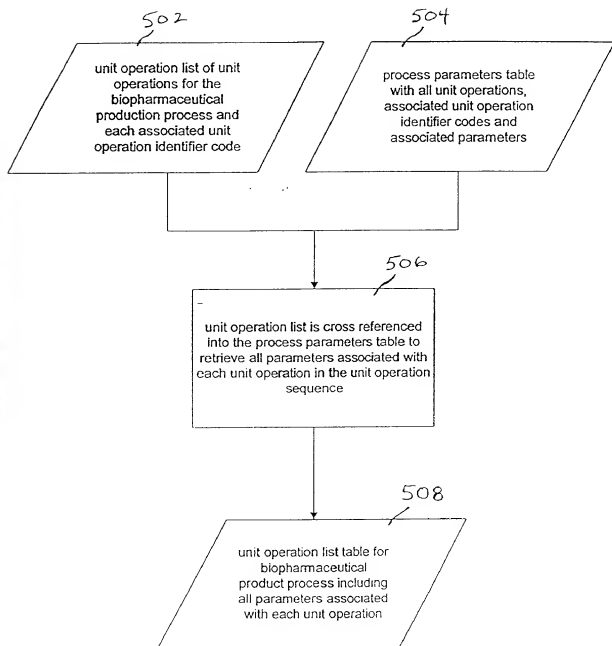 502
unit operation list of unit
operations for the
biopharmaceutical
production process and
each associated unit
operation identifier code
504
process parameters table
with all unit operations,
associated unit operation
identifier codes and
associated parameters
506
unit operation list is cross referenced
into the process parameters table to
retrieve all parameters associated with
each unit operation in the unit operation
sequence
508
unit operation list table for
biopharmaceutical
product process including
all parameters associated
with each unit operation